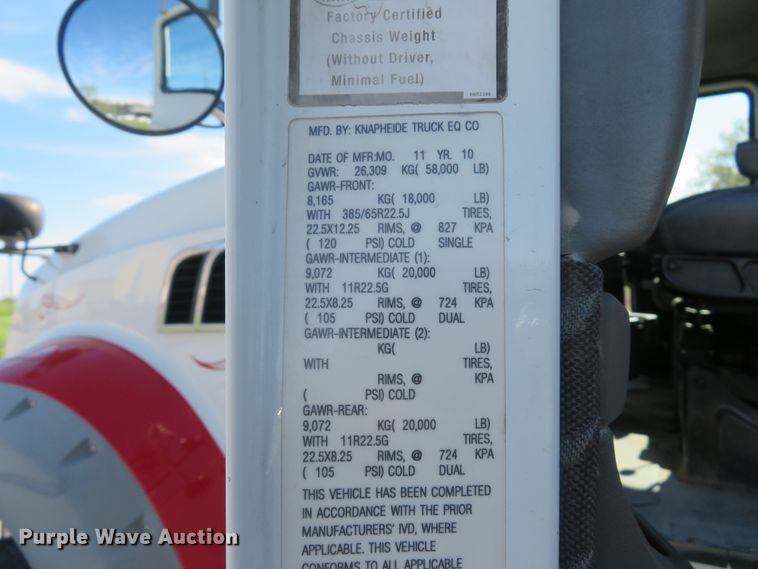 Factory Certified
Chassis Weight
(Without Driver,
Minimal Fuel)
MFD. BY: KNAPHEIDE TRUCK EQ CO
DATE OF MFR:MO. 11 YR. 10
GVWR: 26,309 KG( 58,000 LB)
GAWR-FRONT:
8,165 KG( 18,000 LB)
WITH 385/65R22.5J TIRES,
22.5X12.25 RIMS, @ 827 KPA
( 120 PSI) COLD SINGLE
GAWR-INTERMEDIATE (1):
9,072 KG( 20,000 LB)
WITH 11R22.5G TIRES,
22.5X8.25 RIMS, @ 724 KPA
( 105 PSI) COLD DUAL
GAWR-INTERMEDIATE (2):
KG( LB)
WITH TIRES,
RIMS, @ KPA
( PSI) COLD
GAWR-REAR:
9,072 KG( 20,000 LB)
WITH 11R22.5G TIRES,
22.5X8.25 RIMS, @ 724 KPA
( 105 PSI) COLD DUAL
THIS VEHICLE HAS BEEN COMPLETED
IN ACCORDANCE WITH THE PRIOR
MANUFACTURERS' IVD, WHERE
APPLICABLE. THIS VEHICLE
CONFORMS TO ALL APPLICABLE
Purple Wave Auction